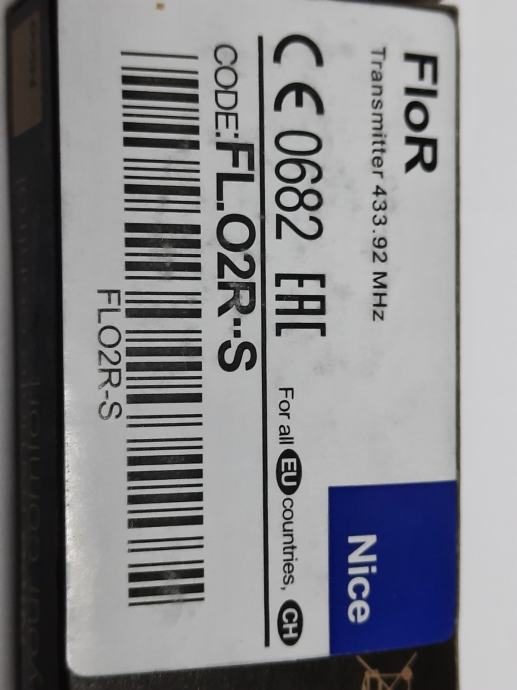 FloR
Transmitter 433.92 MHz
Nice
CE 0682 EAC For all EU countries, CH
CODE:FLO2R-S
FLO2R-S